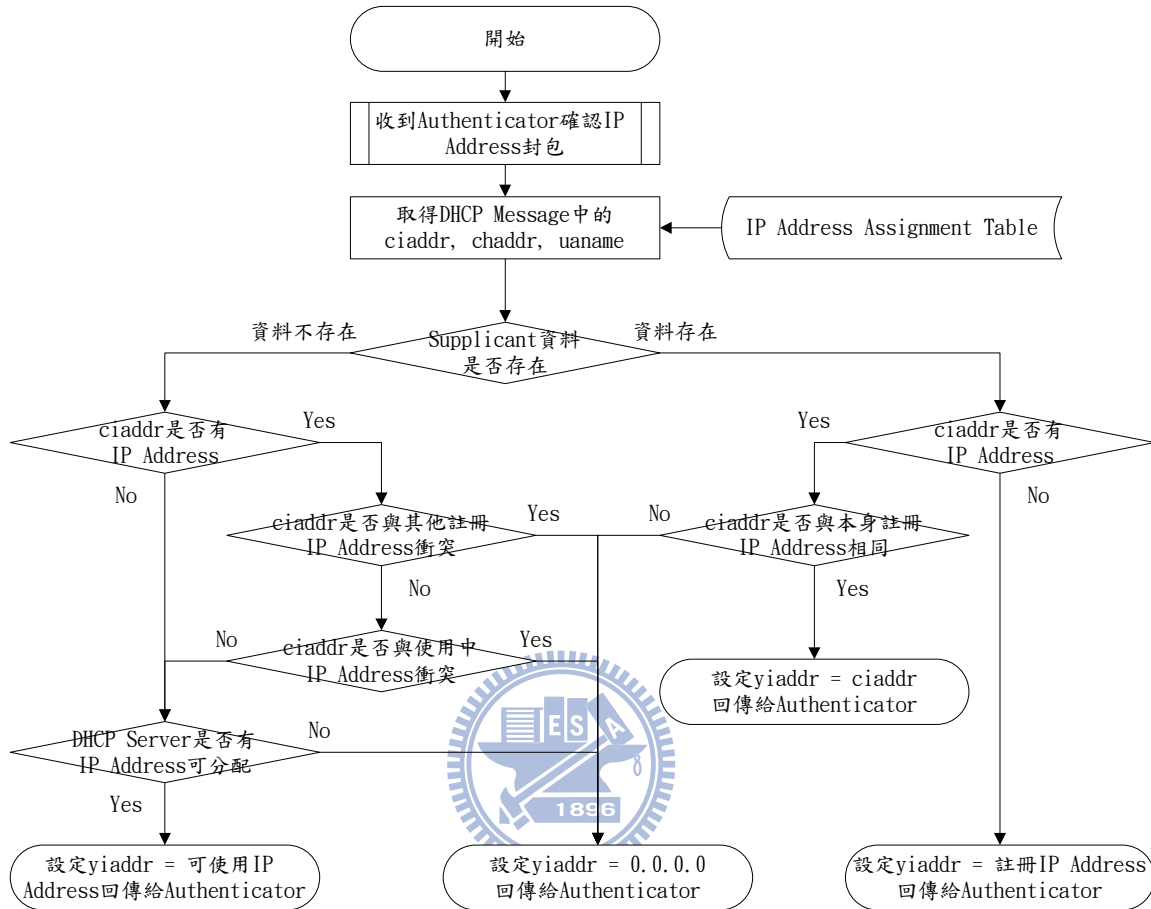 開始
收到Authenticator確認IP
Address封包
取得DHCP Message中的
ciaddr, chaddr, uaname
IP Address Assignment Table
資料不存在
Supplicant資料
是否存在
資料存在
ciaddr是否有
IP Address
Yes
Yes
ciaddr是否有
IP Address
No
No
ciaddr是否與其他註冊
IP Address衝突
Yes
No
ciaddr是否與本身註冊
IP Address相同
No
Yes
No
ciaddr是否與使用中
IP Address衝突
Yes
設定yiaddr = ciaddr
回傳給Authenticator
E S A
DHCP Server是否有
IP Address可分配
No
Yes
1896
設定yiaddr = 可使用IP
Address回傳給Authenticator
設定yiaddr = 0.0.0.0
回傳給Authenticator
設定yiaddr = 註冊IP Address
回傳給Authenticator